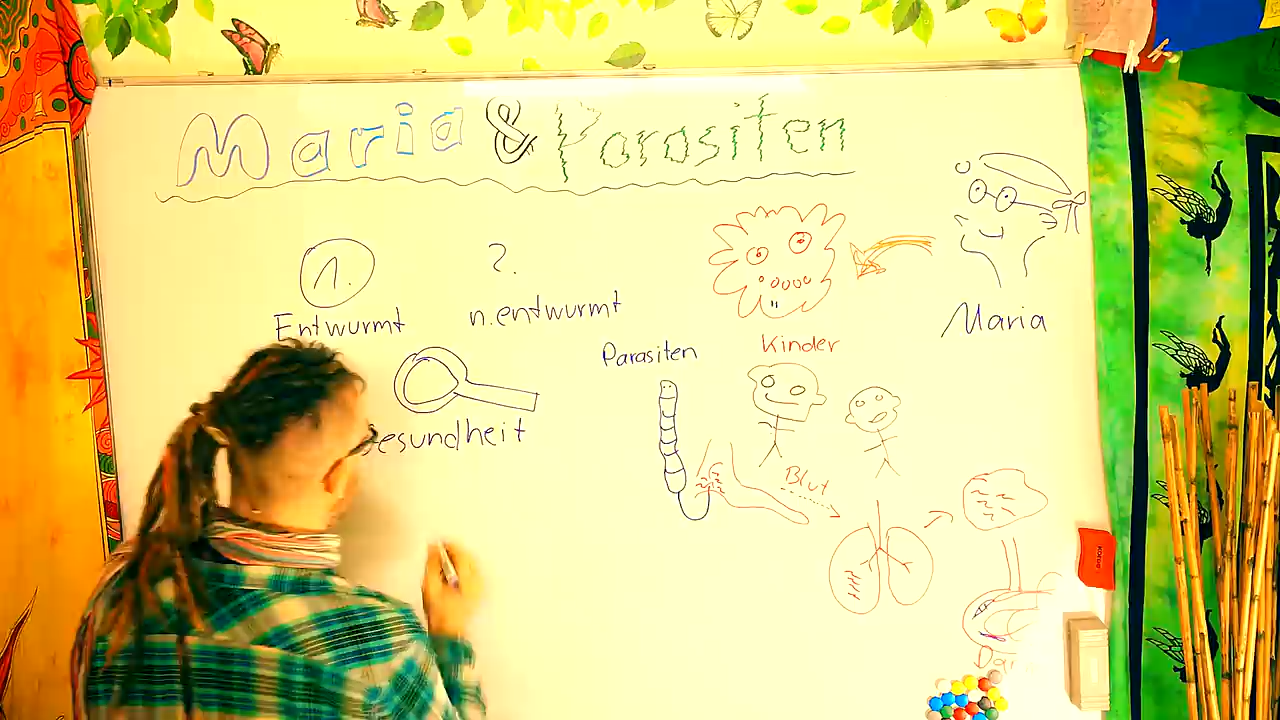 Maria & Parasiten
1.
2.
Entwurmt
n.entwurmt
Maria
Parasiten
Kinder
esundheit
Blut